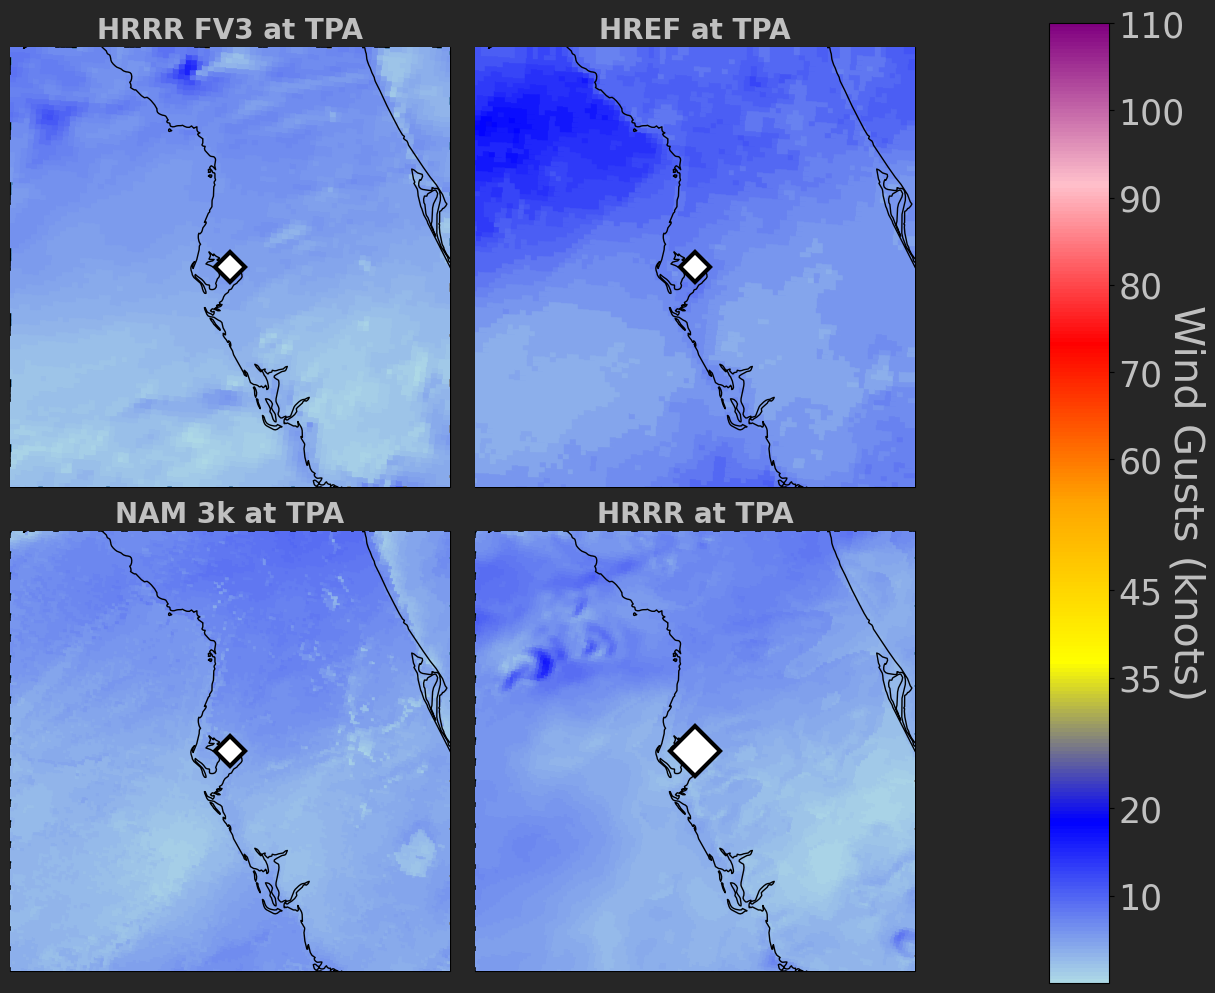 HRRR FV3 at TPA
HREF at TPA
NAM 3k at TPA
HRRR at TPA
110
100
90
80
70
60
45
35
20
10
Wind Gusts (knots)